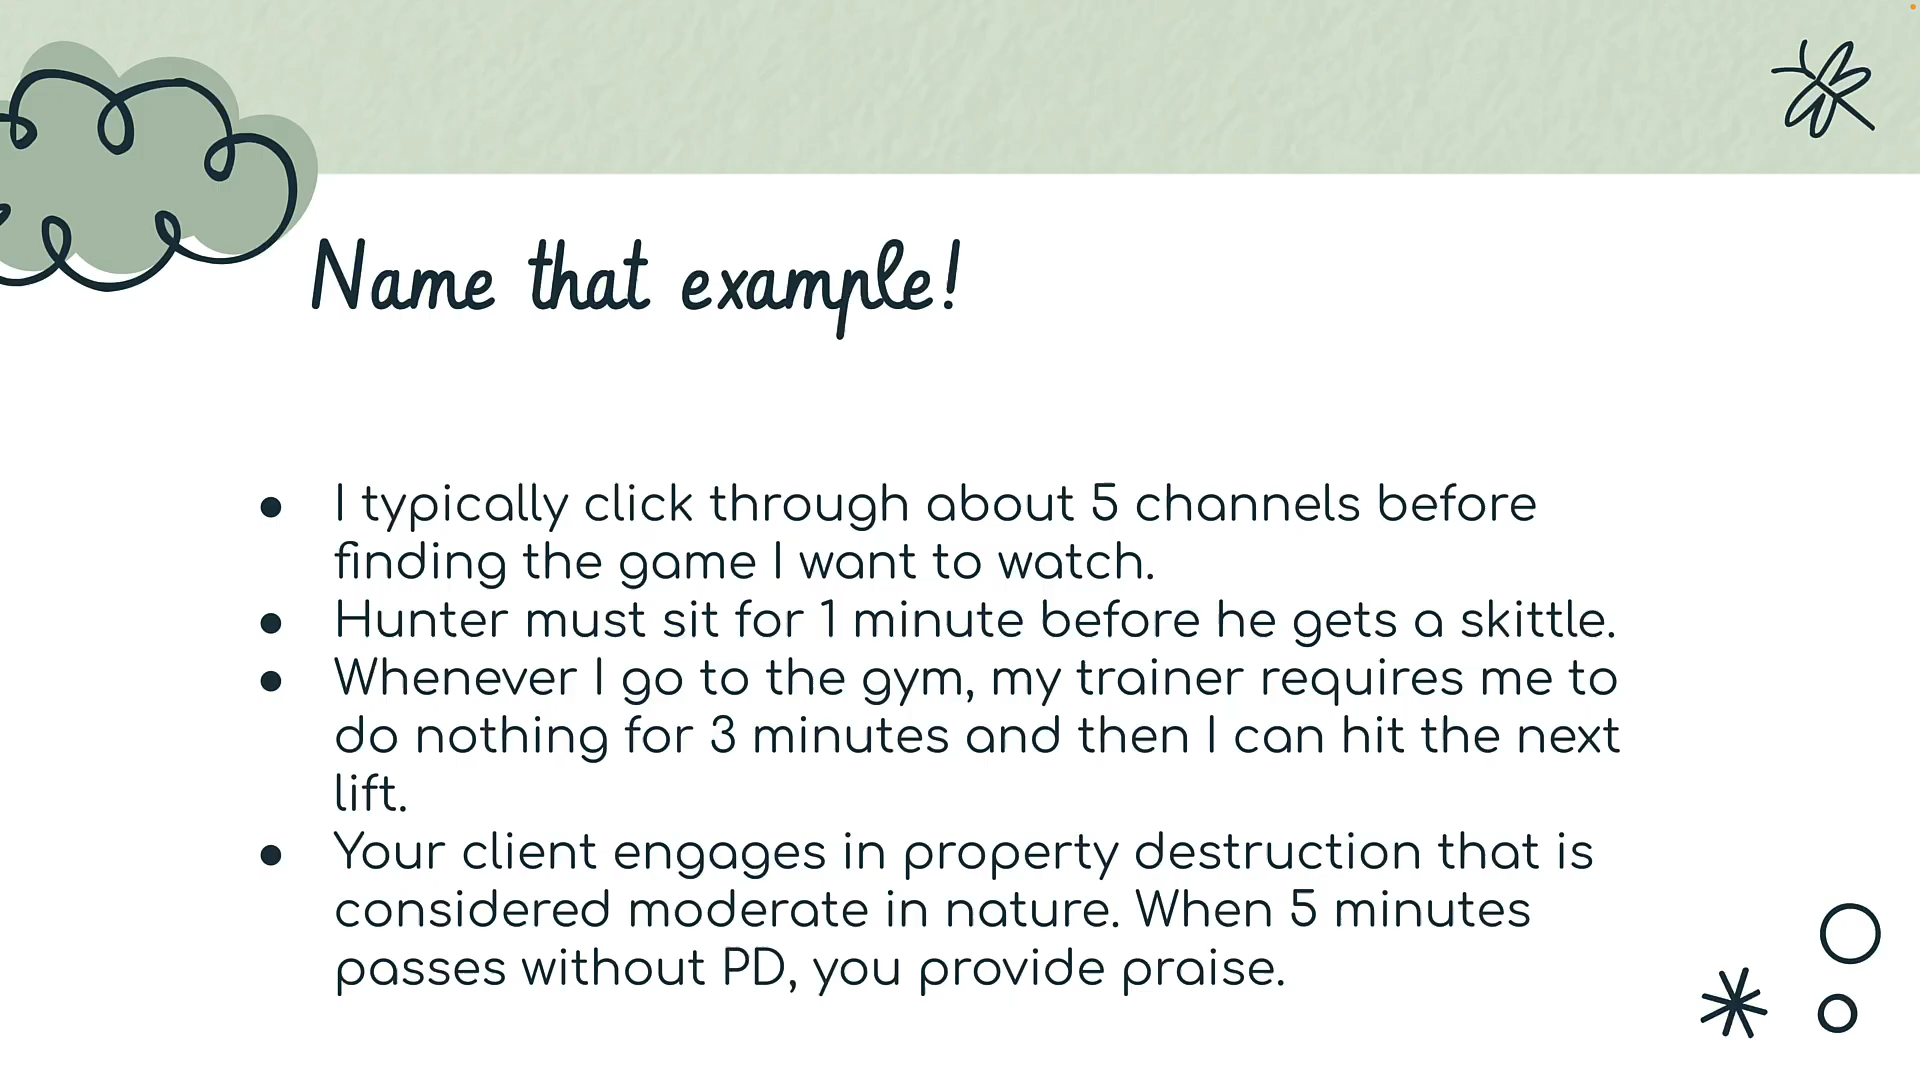 Name that example!
● I typically click through about 5 channels before
finding the game I want to watch.
● Hunter must sit for 1 minute before he gets a skittle.
● Whenever I go to the gym, my trainer requires me to
do nothing for 3 minutes and then I can hit the next
lift.
● Your client engages in property destruction that is
considered moderate in nature. When 5 minutes
passes without PD, you provide praise.